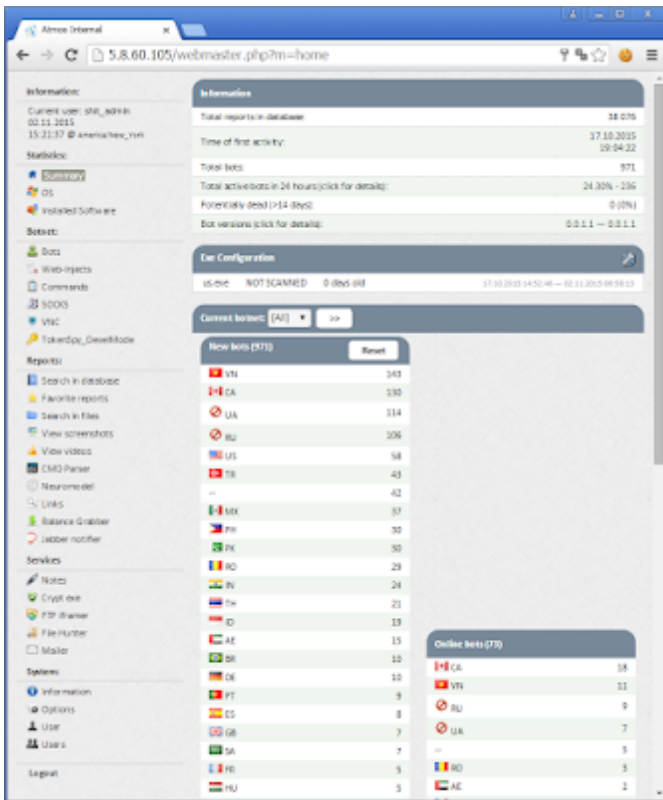 Atmos Internal
5.8.60.105/webmaster.php?m=home
Information:
Current user: shit_admin
02.11.2015
15:21:37 @ America/New_York
Statistics:
Summary
OS
Installed Software
Botnet:
Bots
Web-Injects
Commands
SOCKS
VNC
TokenSpy_DevelMode
Reports:
Search in database
Favorite reports
Search in files
View screenshots
View videos
CMD Parser
Neuromodel
Links
Balance Grabber
Jabber notifier
Services
Notes
Crypt exe
FTP iframer
File Hunter
Mailer
System:
Information
Options
User
Users
Logout
Information
Total reports in database: 38 076
Time of first activity: 17.10.2015 19:04:22
Total bots: 971
Total active bots in 24 hours (click for details): 24.30% - 236
Potentially dead (>14 days): 0 (0%)
Bot versions (click for details): 0.0.1.1 — 0.0.1.1
Exe Configuration
us.exe NOT SCANNED 0 days old
Current botnet: [All] >>
New bots (971) Reset
VN 143
CA 130
UA 114
RU 106
US 58
TR 43
-- 42
MX 37
PH 30
PK 30
RO 29
IN 24
TH 21
ID 19
AE 15
BR 10
DE 10
PT 9
ES 8
GB 7
SA 7
FR 5
HU 5
Online bots (73)
CA 18
VN 11
RU 9
UA 7
-- 5
RO 3
AE 2